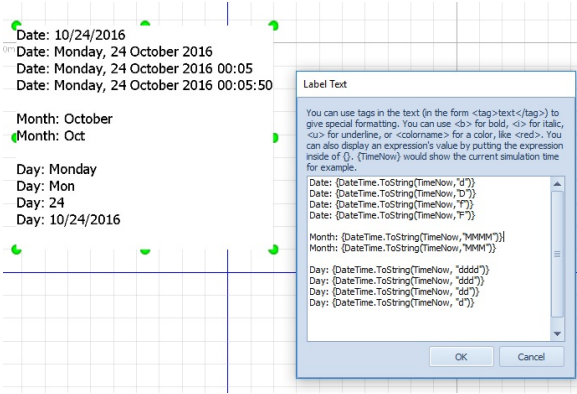 Date: 10/24/2016
Date: Monday, 24 October 2016
Date: Monday, 24 October 2016 00:05
Date: Monday, 24 October 2016 00:05:50
Month: October
Month: Oct
Day: Monday
Day: Mon
Day: 24
Day: 10/24/2016
Label Text
You can use tags in the text (in the form <tag>text</tag>) to
give special formatting. You can use <b> for bold, <i> for italic,
<u> for underline, or <colorname> for a color, like <red>. You
can also display an expression's value by putting the expression
inside of {}. {TimeNow} would show the current simulation time
for example.
Date: {DateTime.ToString(TimeNow,"d")}
Date: {DateTime.ToString(TimeNow,"D")}
Date: {DateTime.ToString(TimeNow,"f")}
Date: {DateTime.ToString(TimeNow,"F")}
Month: {DateTime.ToString(TimeNow,"MMMM")}
Month: {DateTime.ToString(TimeNow,"MMM")}
Day: {DateTime.ToString(TimeNow, "dddd")}
Day: {DateTime.ToString(TimeNow, "ddd")}
Day: {DateTime.ToString(TimeNow, "dd")}
Day: {DateTime.ToString(TimeNow, "d")}
OK
Cancel